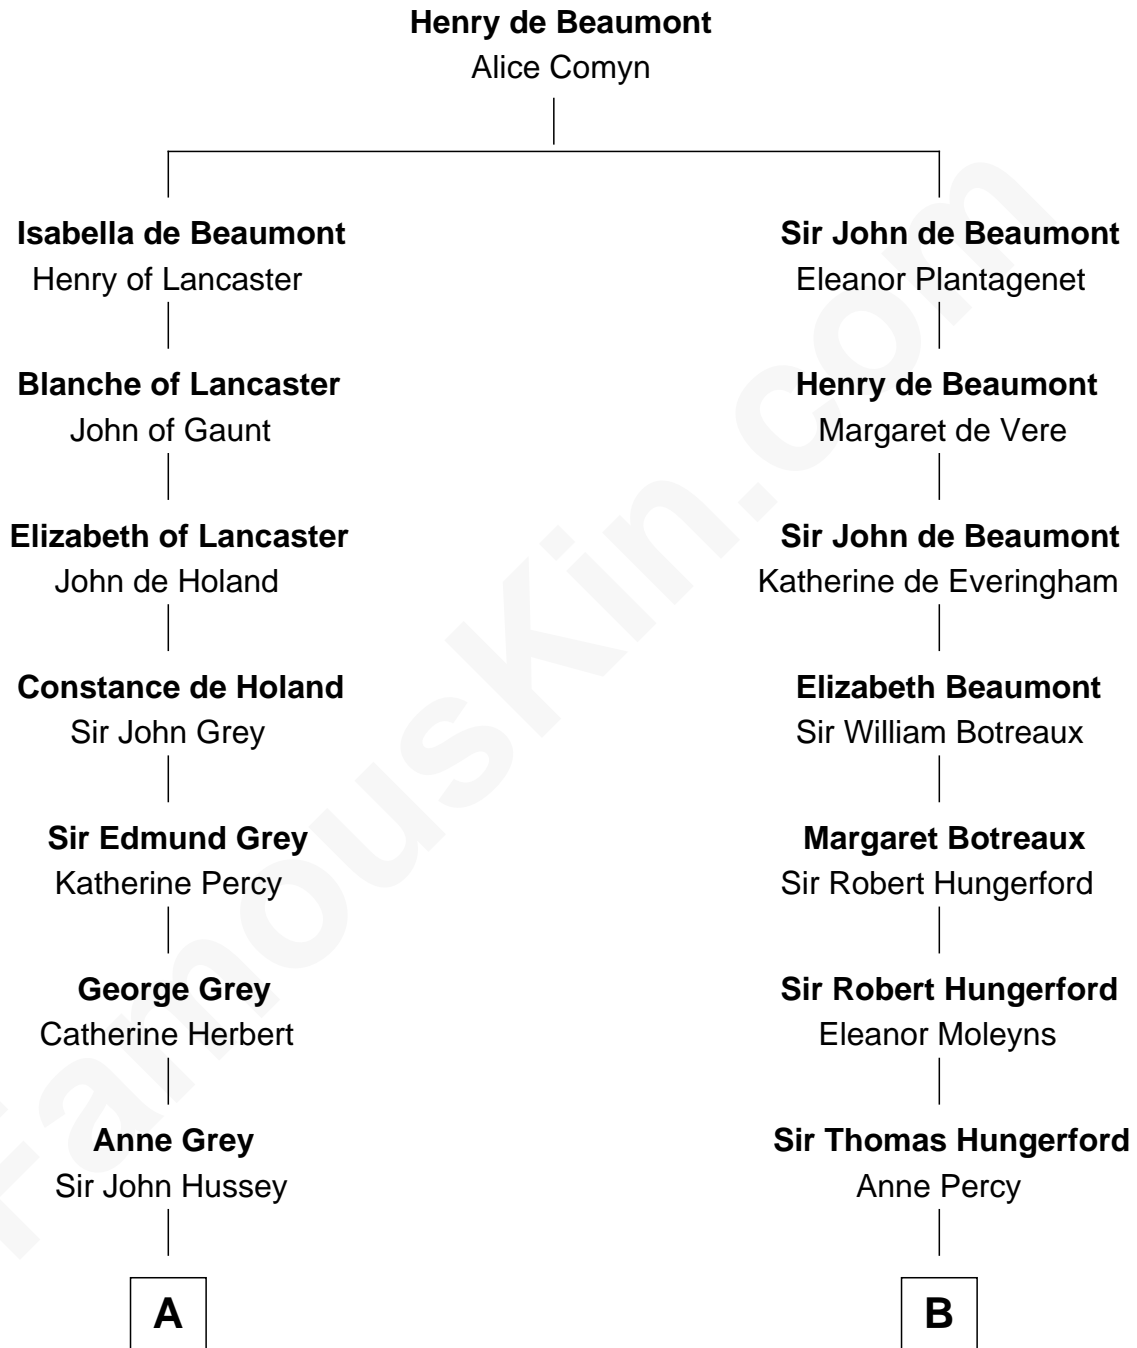 Henry de Beaumont
Alice Comyn
Isabella de Beaumont
Henry of Lancaster
Blanche of Lancaster
John of Gaunt
Elizabeth of Lancaster
John de Holand
Constance de Holand
Sir John Grey
Sir Edmund Grey
Katherine Percy
George Grey
Catherine Herbert
Anne Grey
Sir John Hussey
A
Sir John de Beaumont
Eleanor Plantagenet
Henry de Beaumont
Margaret de Vere
Sir John de Beaumont
Katherine de Everingham
Elizabeth Beaumont
Sir William Botreaux
Margaret Botreaux
Sir Robert Hungerford
Sir Robert Hungerford
Eleanor Moleyns
Sir Thomas Hungerford
Anne Percy
B
FamousKin.com